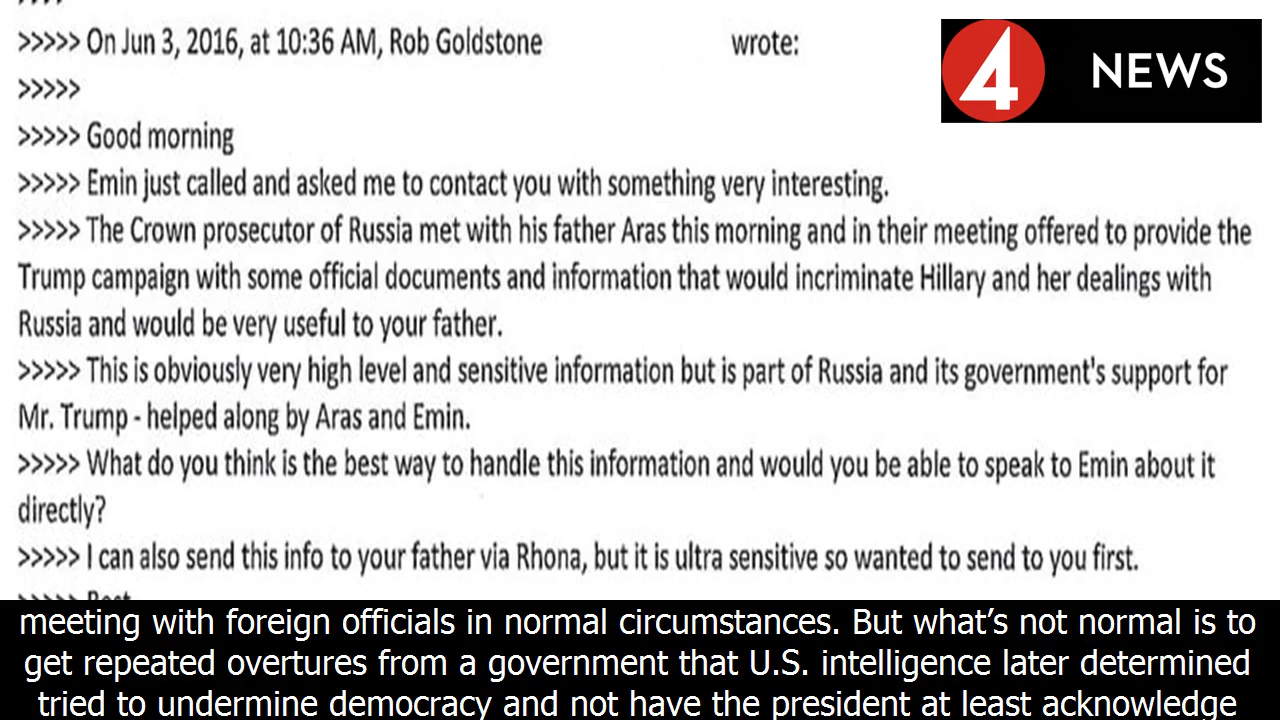 >>>>> On Jun 3, 2016, at 10:36 AM, Rob Goldstone wrote:
4 NEWS
>>>>>
>>>>> Good morning
>>>>> Emin just called and asked me to contact you with something very interesting.
>>>>> The Crown prosecutor of Russia met with his father Aras this morning and in their meeting offered to provide the
Trump campaign with some official documents and information that would incriminate Hillary and her dealings with
Russia and would be very useful to your father.
>>>>> This is obviously very high level and sensitive information but is part of Russia and its government's support for
Mr. Trump - helped along by Aras and Emin.
>>>>> What do you think is the best way to handle this information and would you be able to speak to Emin about it
directly?
>>>>> I can also send this info to your father via Rhona, but it is ultra sensitive so wanted to send to you first.
meeting with foreign officials in normal circumstances. But what’s not normal is to
get repeated overtures from a government that U.S. intelligence later determined
tried to undermine democracy and not have the president at least acknowledge